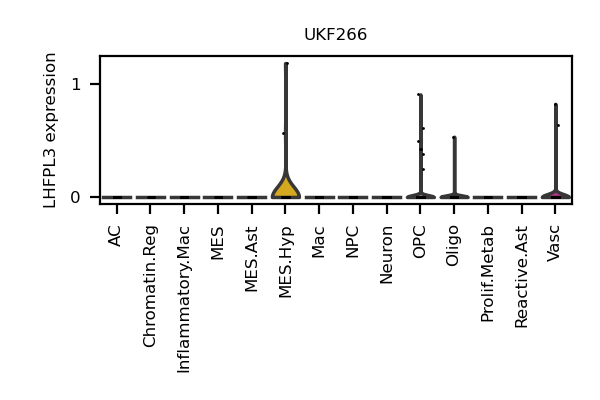 UKF266
LHFPL3 expression
1
0
AC
Chromatin.Reg
Inflammatory.Mac
MES
MES.Ast
MES.Hyp
Mac
NPC
Neuron
OPC
Oligo
Prolif.Metab
Reactive.Ast
Vasc